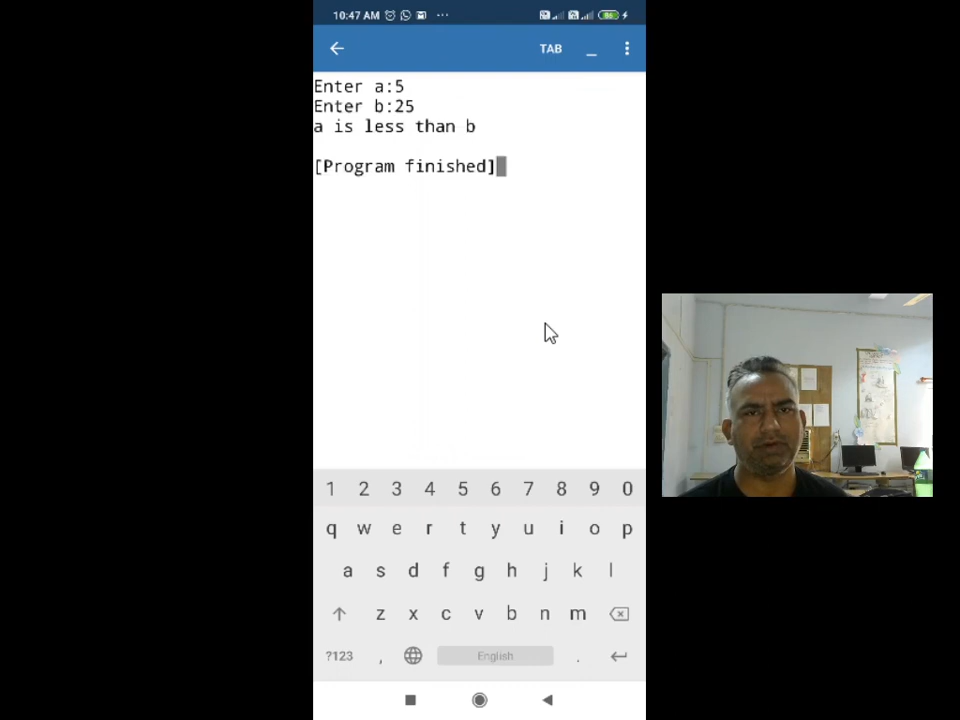 10:47 AM ...
86
TAB _
Enter a:5
Enter b:25
a is less than b
[Program finished]
1 2 3 4 5 6 7 8 9 0
q w e r t y u i o p
a s d f g h j k l
z x c v b n m
?123 , English .